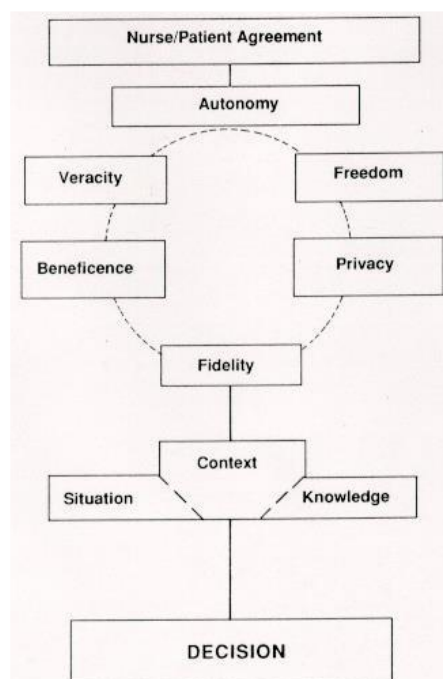 Nurse/Patient Agreement
Autonomy
Veracity
Freedom
Beneficence
Privacy
Fidelity
Context
Situation
Knowledge
DECISION